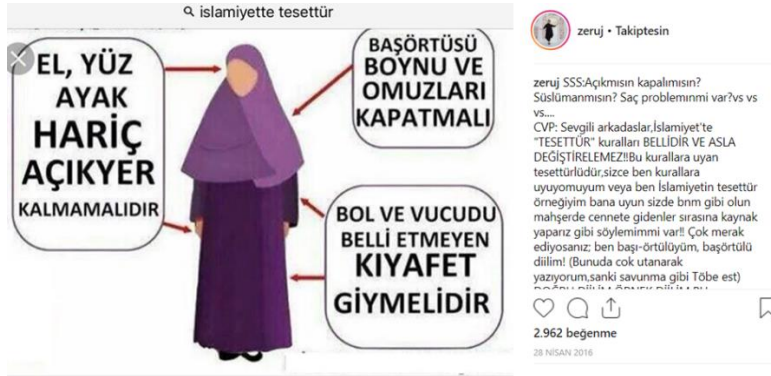 islamiyette tesettür
EL, YÜZ
AYAK
HARİÇ
AÇIKYER
KALMAMALIDIR
BAŞÖRTÜSÜ
BOYNU VE
OMUZLARI
KAPATMALI
BOL VE VUCUDU
BELLİ ETMEYEN
KIYAFET
GİYMELİDİR
zeruj • Takiptesin
zeruj SSS:Açıkmısın kapalımısın?
Süslümanmısın? Saç problemınmi var?vs vs
vs....
CVP: Sevgili arkadaslar,İslamiyet'te
"TESETTÜR" kuralları BELLİDİR VE ASLA
DEĞİŞTİRELEMEZ!!Bu kurallara uyan
tesettürlüdür,sizce ben kurallara
uyuyomuyum veya ben İslamiyetin tesettür
örneğiyim bana uyun sizde bnm gibi olun
mahşerde cennete gidenler sırasına kaynak
yaparız gibi söylemimmi var!! Çok merak
ediyosanız; ben başı-örtülüyüm, başörtülü
diilim! (Bunuda cok utanarak
yazıyorum,sanki savunma gibi Töbe est)
2.962 beğenme
28 NİSAN 2016